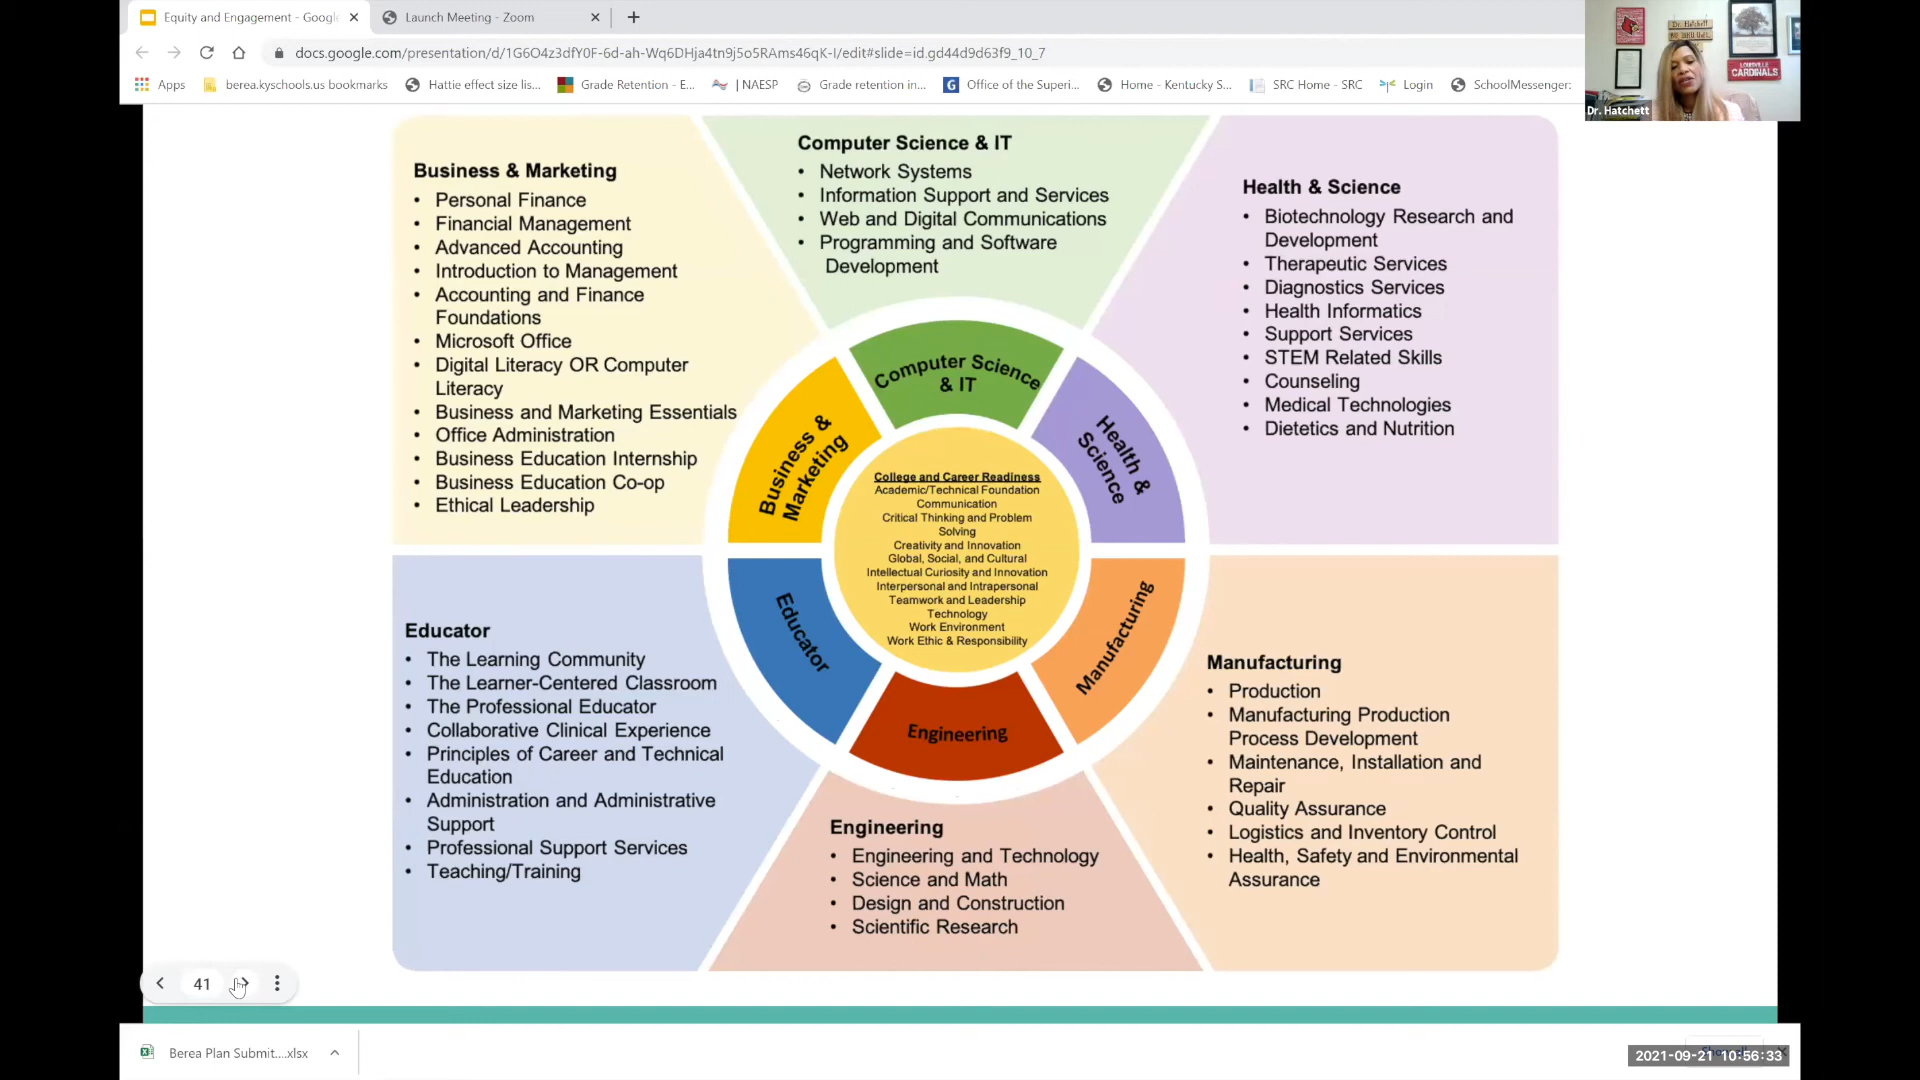 Equity and Engagement - Google
Launch Meeting - Zoom
docs.google.com/presentation/d/1G6O4z3dfY0F-6d-ah-Wq6DHja4tn9j5o5RAms46qK-I/edit#slide=id.gd44d9d63f9_10_7
Apps
berea.kyschools.us bookmarks
Hattie effect size lis...
Grade Retention - E...
| NAESP
Grade retention in...
Office of the Superi...
Home - Kentucky S...
SRC Home - SRC
Login
SchoolMessenger:
Dr. Hatchett
LOUISVILLE
CARDINALS
Dr. Hatchett
Business & Marketing
• Personal Finance
• Financial Management
• Advanced Accounting
• Introduction to Management
• Accounting and Finance
Foundations
• Microsoft Office
• Digital Literacy OR Computer
Literacy
• Business and Marketing Essentials
• Office Administration
• Business Education Internship
• Business Education Co-op
• Ethical Leadership
Computer Science & IT
• Network Systems
• Information Support and Services
• Web and Digital Communications
• Programming and Software
Development
Health & Science
• Biotechnology Research and
Development
• Therapeutic Services
• Diagnostics Services
• Health Informatics
• Support Services
• STEM Related Skills
• Counseling
• Medical Technologies
• Dietetics and Nutrition
Computer Science
& IT
Business &
Marketing
Health &
Science
College and Career Readiness
Academic/Technical Foundation
Communication
Critical Thinking and Problem
Solving
Creativity and Innovation
Global, Social, and Cultural
Intellectual Curiosity and Innovation
Interpersonal and Intrapersonal
Teamwork and Leadership
Technology
Work Environment
Work Ethic & Responsibility
Educator
Manufacturing
Engineering
Educator
• The Learning Community
• The Learner-Centered Classroom
• The Professional Educator
• Collaborative Clinical Experience
• Principles of Career and Technical
Education
• Administration and Administrative
Support
• Professional Support Services
• Teaching/Training
Engineering
• Engineering and Technology
• Science and Math
• Design and Construction
• Scientific Research
Manufacturing
• Production
• Manufacturing Production
Process Development
• Maintenance, Installation and
Repair
• Quality Assurance
• Logistics and Inventory Control
• Health, Safety and Environmental
Assurance
41
Berea Plan Submit....xlsx
2021-09-21 10:56:33